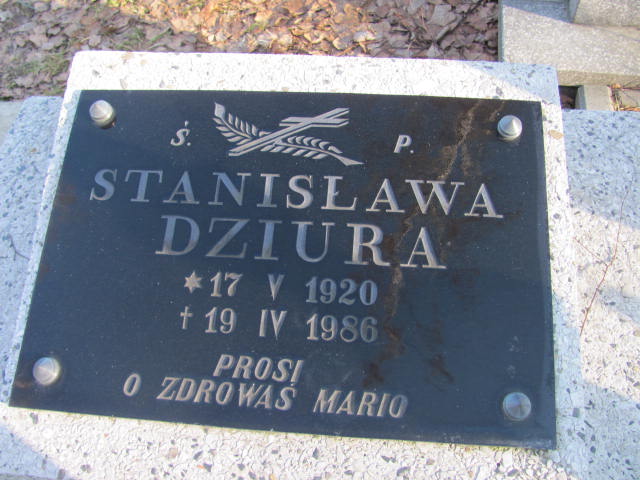 Ś. P.
STANISŁAWA
DZIURA
* 17 V 1920
† 19 IV 1986
PROSI
O ZDROWAŚ MARIO